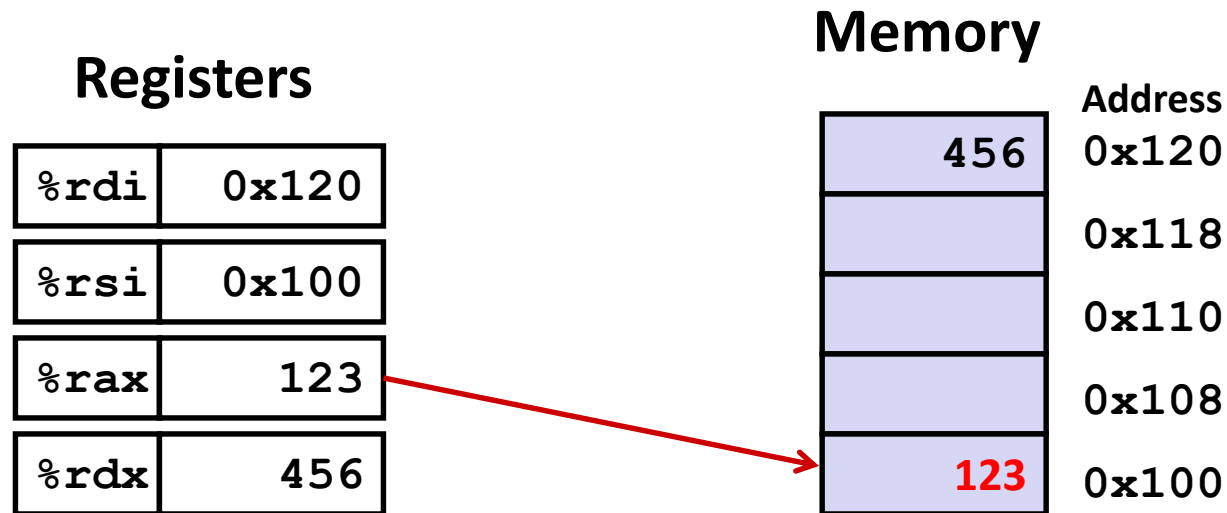 Registers
%rdi 0x120
%rsi 0x100
%rax 123
%rdx 456
Memory
Address
456 0x120
0x118
0x110
0x108
123 0x100